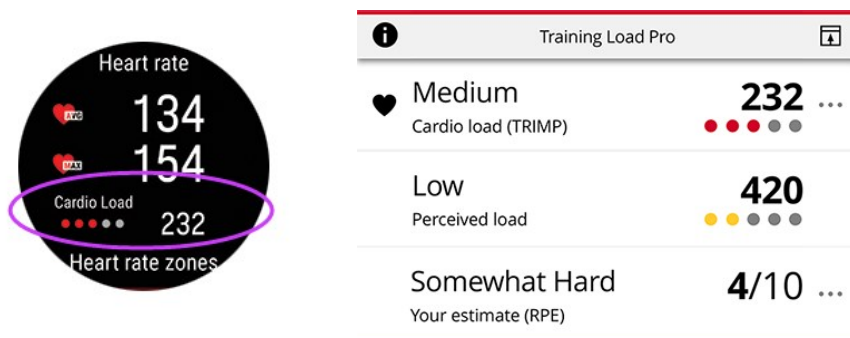 Heart rate
AVG 134
MAX 154
Cardio Load
232
Heart rate zones
Training Load Pro
Medium 232
Cardio load (TRIMP)
Low 420
Perceived load
Somewhat Hard 4/10
Your estimate (RPE)